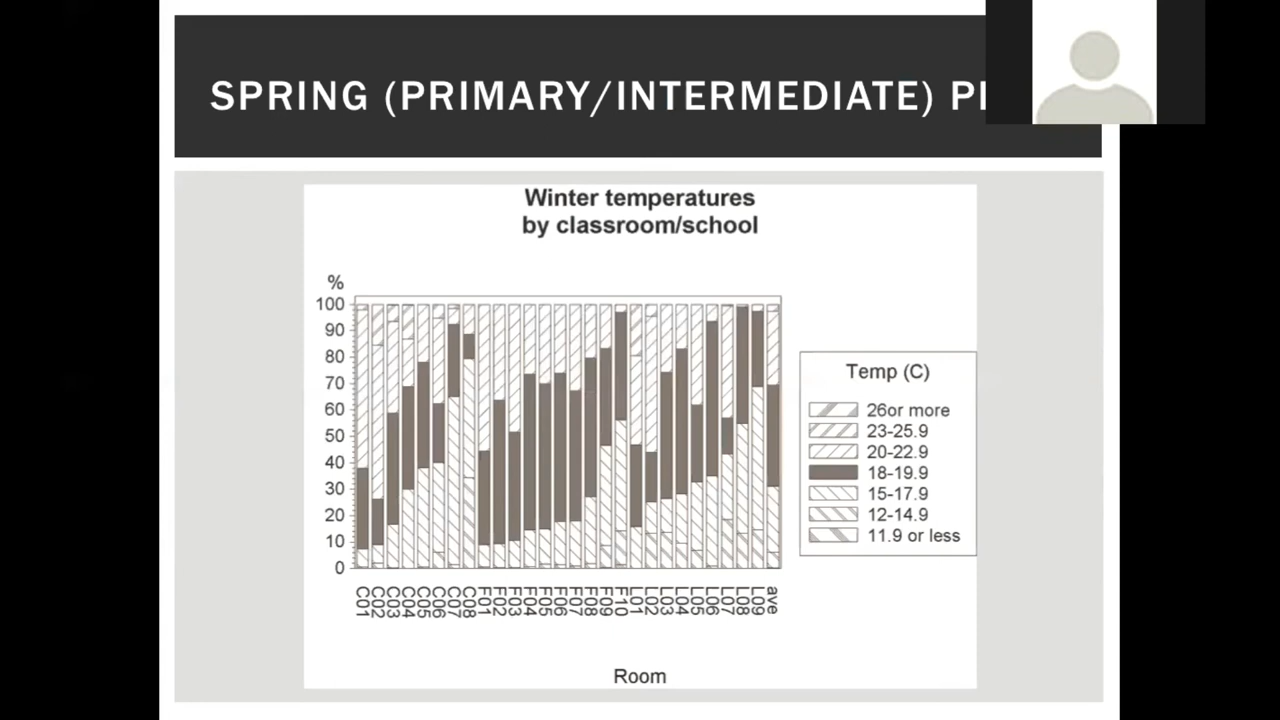 SPRING (PRIMARY/INTERMEDIATE)
Winter temperatures
by classroom/school
%
100
90
80
70
60
50
40
30
20
10
0
C01 C02 C03 C04 C05 C06 C07 C08 F01 F02 F03 F04 F05 F06 F07 F08 F09 F10 L01 L02 L03 L04 L05 L06 L07 L08 L09 ave
Room
Temp (C)
26or more
23-25.9
20-22.9
18-19.9
15-17.9
12-14.9
11.9 or less